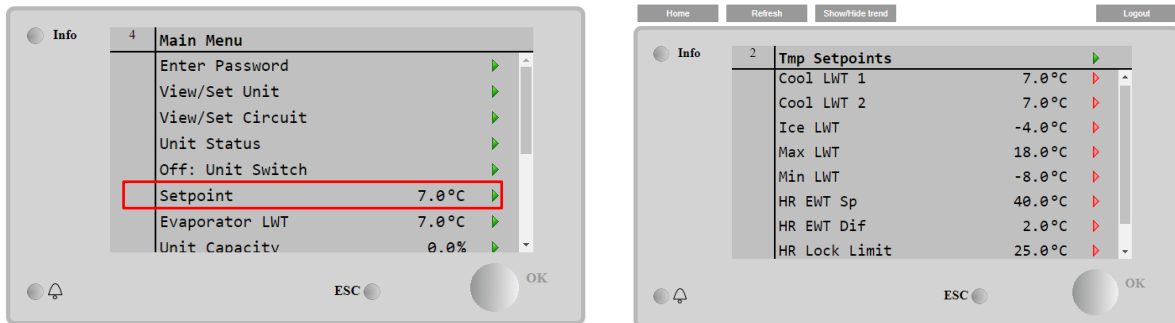 Info
4 Main Menu
Enter Password
View/Set Unit
View/Set Circuit
Unit Status
Off: Unit Switch
Setpoint 7.0°C
Evaporator LWT 7.0°C
Unit Capacity 0.0%
ESC
OK
Home Refresh Show/Hide trend Logout
Info
2 Tmp Setpoints
Cool LWT 1 7.0°C
Cool LWT 2 7.0°C
Ice LWT -4.0°C
Max LWT 18.0°C
Min LWT -8.0°C
HR EWT Sp 40.0°C
HR EWT Dif 2.0°C
HR Lock Limit 25.0°C
ESC
OK